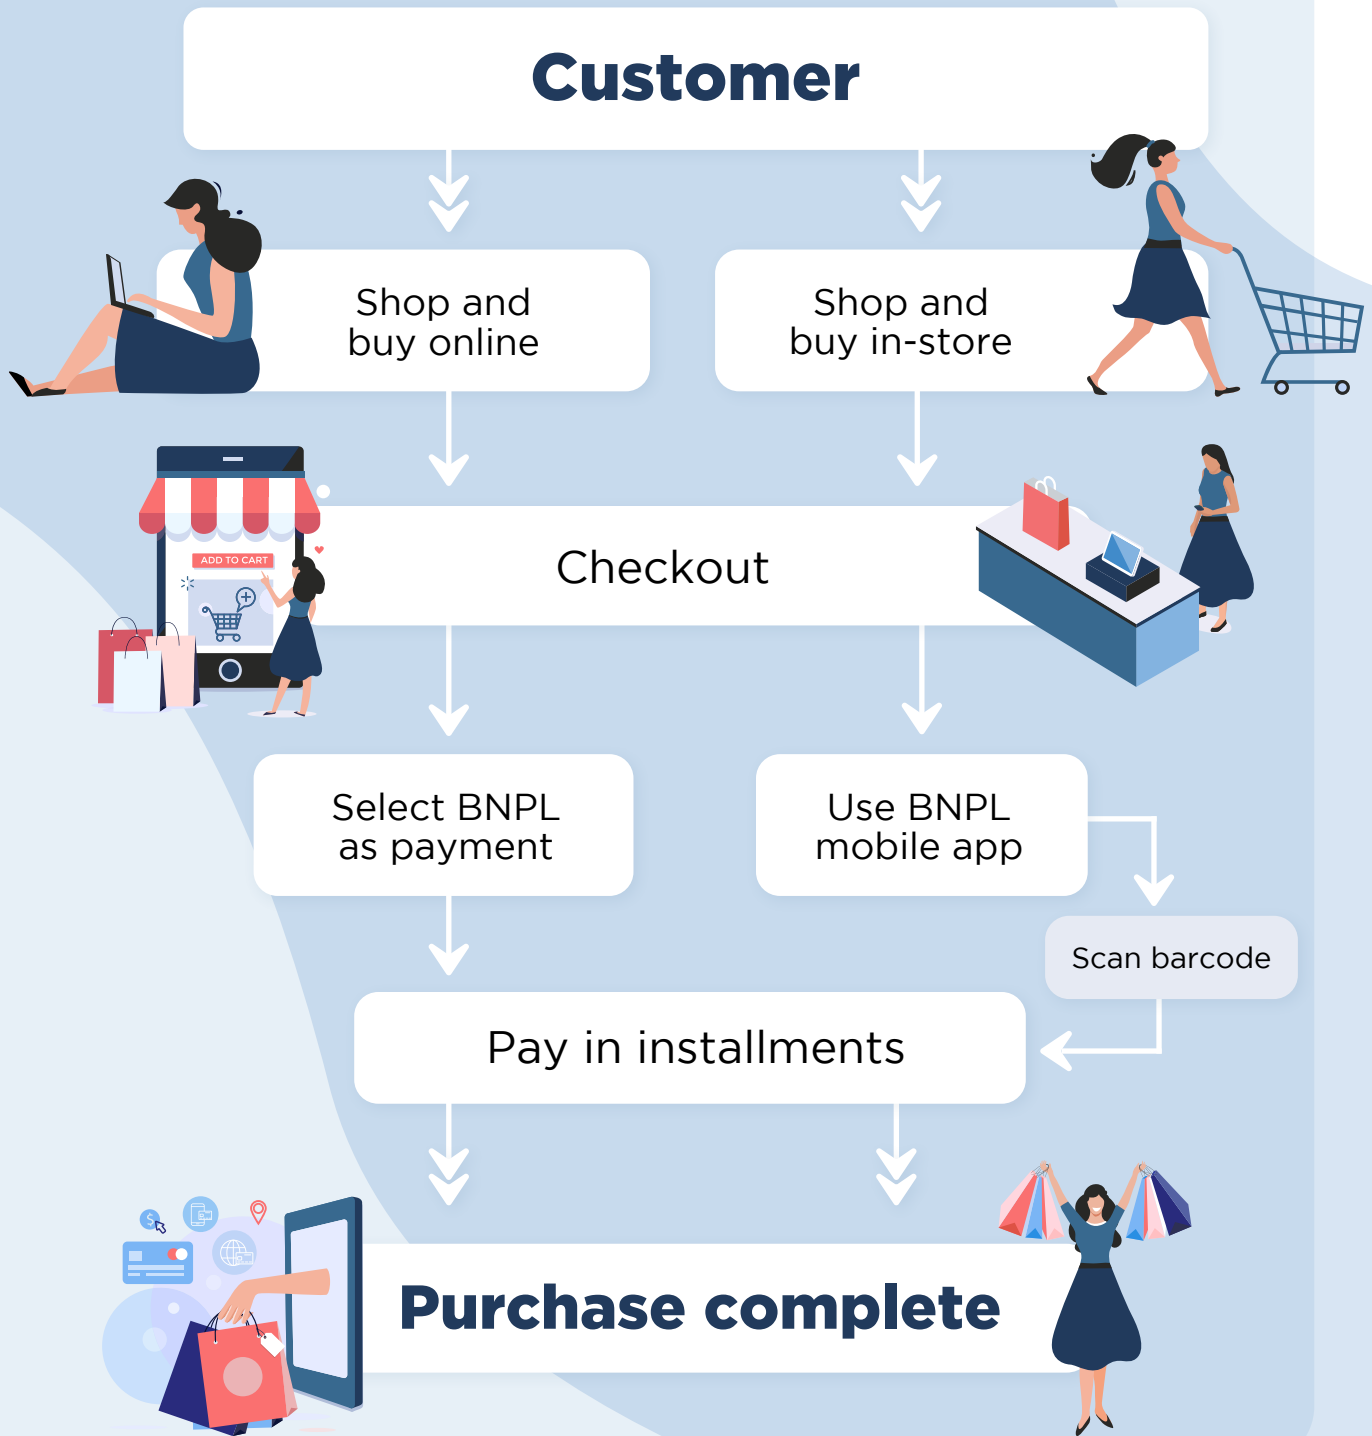 Customer
Shop and
buy online
Shop and
buy in-store
ADD TO CART
Checkout
Select BNPL
as payment
Use BNPL
mobile app
Scan barcode
Pay in installments
$
Purchase complete